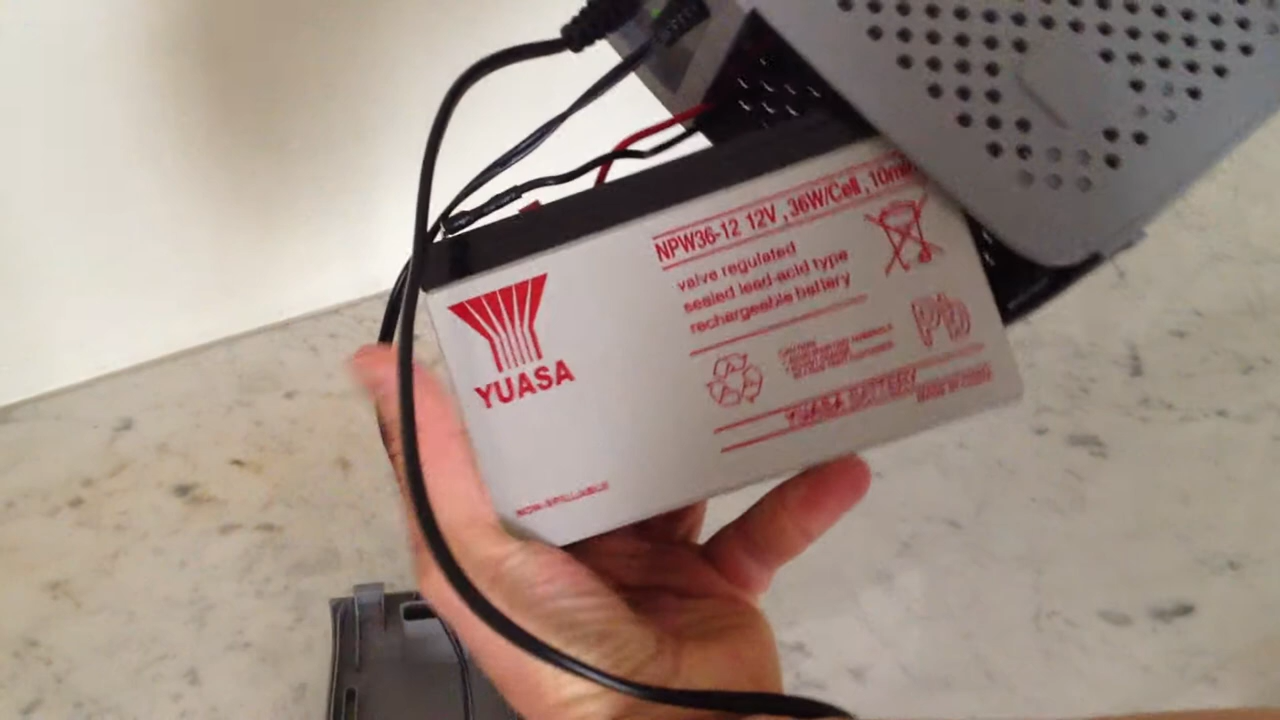 NPW36-12 12V , 36W/Cell , 10min
valve regulated
sealed lead-acid type
rechargeable battery
Pb
YUASA
YUASA BATTERY
NON-SPILLABLE